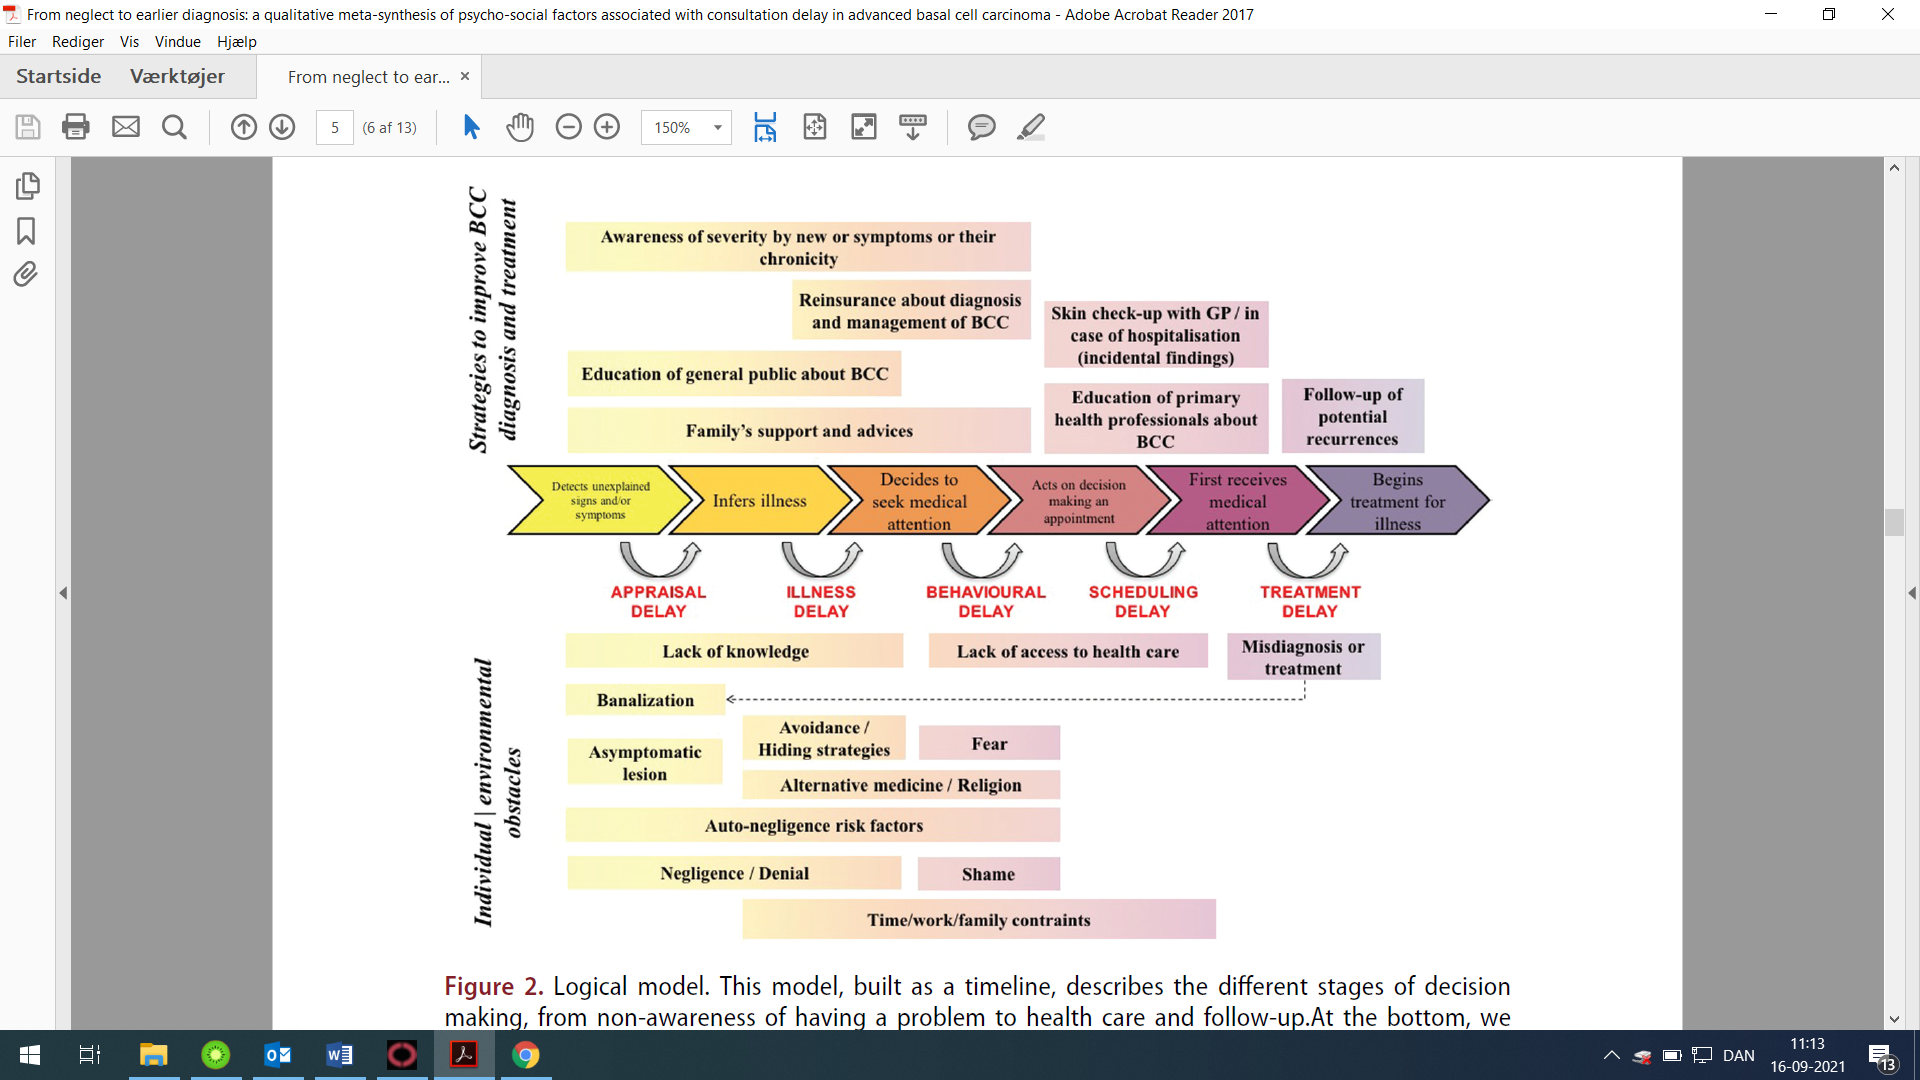 From neglect to earlier diagnosis: a qualitative meta-synthesis of psycho-social factors associated with consultation delay in advanced basal cell carcinoma - Adobe Acrobat Reader 2017
Filer Rediger Vis Vindue Hjælp
Startside Værktøjer From neglect to ear... ×
5 (6 af 13) 150%
Strategies to improve BCC
diagnosis and treatment
Awareness of severity by new or symptoms or their
chronicity
Reinsurance about diagnosis
and management of BCC
Skin check-up with GP / in
case of hospitalisation
(incidental findings)
Education of general public about BCC
Education of primary
health professionals about
BCC
Follow-up of
potential
recurrences
Family's support and advices
Detects unexplained
signs and/or
symptoms
Infers illness
Decides to
seek medical
attention
Acts on decision
making an
appointment
First receives
medical
attention
Begins
treatment for
illness
APPRAISAL
DELAY
ILLNESS
DELAY
BEHAVIOURAL
DELAY
SCHEDULING
DELAY
TREATMENT
DELAY
Individual | environmental
obstacles
Lack of knowledge
Lack of access to health care
Misdiagnosis or
treatment
Banalization
Avoidance /
Hiding strategies
Fear
Asymptomatic
lesion
Alternative medicine / Religion
Auto-negligence risk factors
Negligence / Denial
Shame
Time/work/family contraints
Figure 2. Logical model. This model, built as a timeline, describes the different stages of decision
making, from non-awareness of having a problem to health care and follow-up.At the bottom, we
DAN
11:13
16-09-2021
13